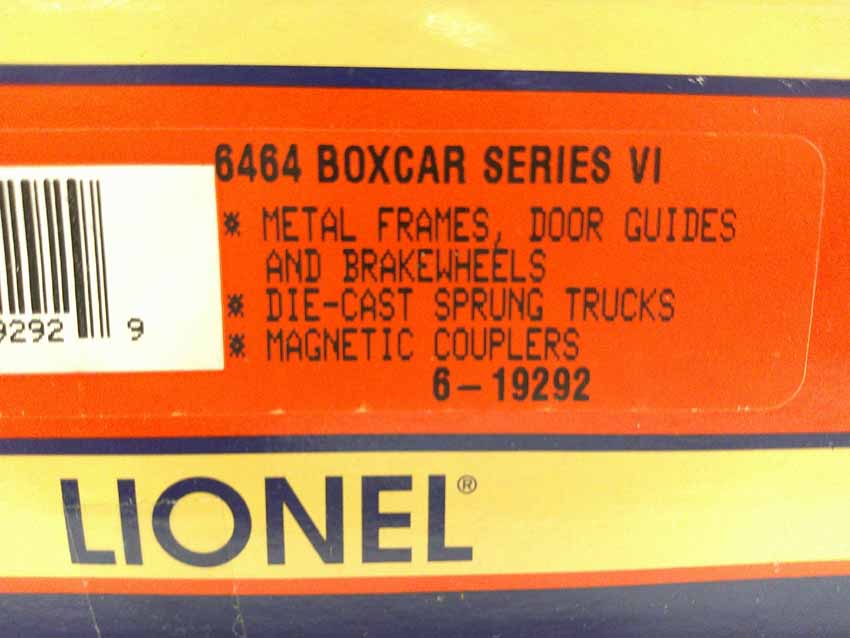 6464 BOXCAR SERIES VI
* METAL FRAMES, DOOR GUIDES
AND BRAKEWHEELS
* DIE-CAST SPRUNG TRUCKS
* MAGNETIC COUPLERS
6-19292
9292 9
LIONEL®